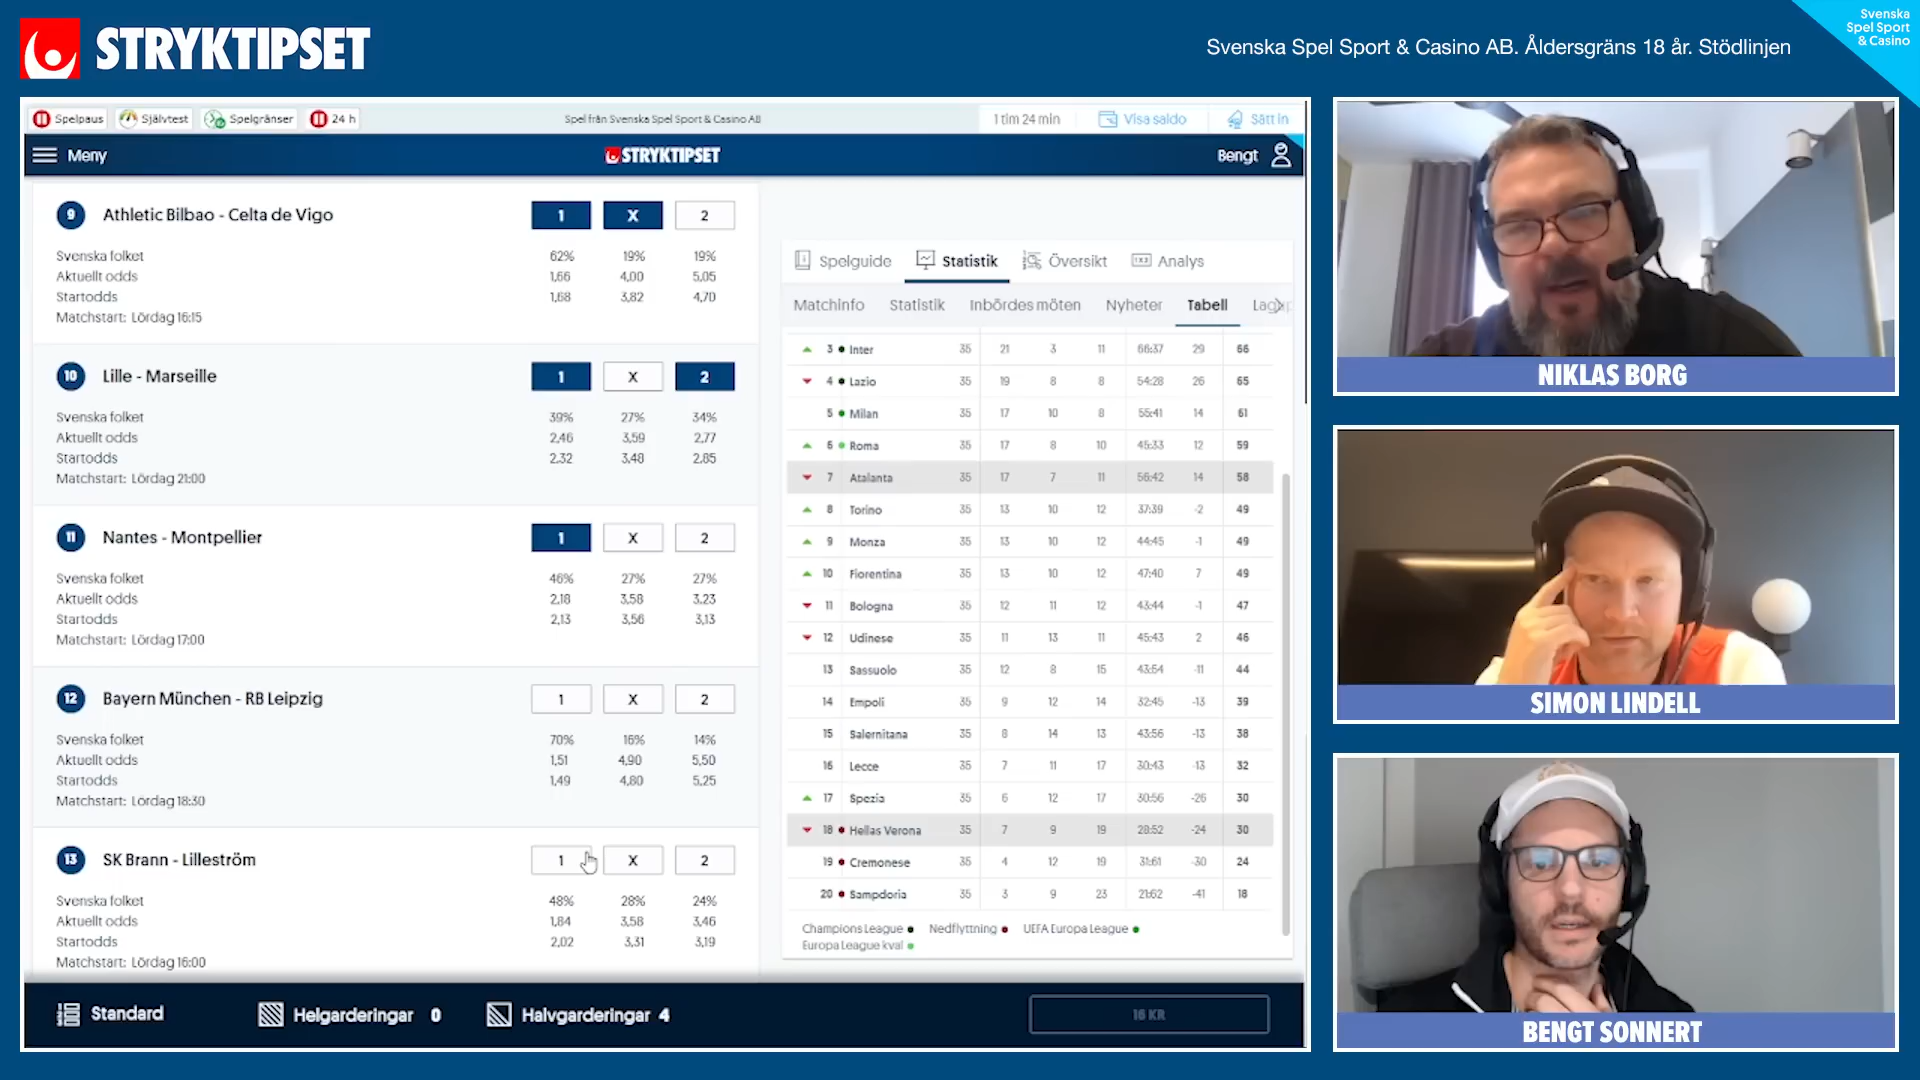 STRYKTIPSET
Svenska Spel Sport & Casino AB. Åldersgräns 18 år. Stödlinjen
Svenska
Spel Sport
& Casino
Spelpaus Självtest Spelgränser 24 h Spel från Svenska Spel Sport & Casino AB 1 tim 24 min Visa saldo Sätt in
Meny STRYKTIPSET Bengt
9 Athletic Bilbao - Celta de Vigo 1 X 2
Svenska folket 62% 19% 19%
Aktuellt odds 1,66 4,00 5,05
Startodds 1,68 3,82 4,70
Matchstart: Lördag 16:15
10 Lille - Marseille 1 X 2
Svenska folket 39% 27% 34%
Aktuellt odds 2,46 3,59 2,77
Startodds 2,32 3,48 2,85
Matchstart: Lördag 21:00
11 Nantes - Montpellier 1 X 2
Svenska folket 46% 27% 27%
Aktuellt odds 2,18 3,58 3,23
Startodds 2,13 3,56 3,13
Matchstart: Lördag 17:00
12 Bayern München - RB Leipzig 1 X 2
Svenska folket 70% 16% 14%
Aktuellt odds 1,51 4,90 5,50
Startodds 1,49 4,80 5,25
Matchstart: Lördag 18:30
13 SK Brann - Lilleström 1 X 2
Svenska folket 48% 28% 24%
Aktuellt odds 1,84 3,58 3,46
Startodds 2,02 3,31 3,19
Matchstart: Lördag 16:00
Spelguide Statistik Översikt Analys
Matchinfo Statistik Inbördes möten Nyheter Tabell
3 Inter 35 21 3 11 66:37 29 66
4 Lazio 35 19 8 8 54:28 26 65
5 Milan 35 17 10 8 55:41 14 61
6 Roma 35 17 8 10 45:33 12 59
7 Atalanta 35 17 7 11 56:42 14 58
8 Torino 35 13 10 12 37:39 -2 49
9 Monza 35 13 10 12 44:45 -1 49
10 Fiorentina 35 13 10 12 47:40 7 49
11 Bologna 35 12 11 12 43:44 -1 47
12 Udinese 35 11 13 11 45:43 2 46
13 Sassuolo 35 12 8 15 43:54 -11 44
14 Empoli 35 9 12 14 32:45 -13 39
15 Salernitana 35 8 14 13 43:56 -13 38
16 Lecce 35 7 11 17 30:43 -13 32
17 Spezia 35 6 12 17 30:56 -26 30
18 Hellas Verona 35 7 9 19 28:52 -24 30
19 Cremonese 35 4 12 19 31:61 -30 24
20 Sampdoria 35 3 9 23 21:62 -41 18
Champions League Nedflyttning UEFA Europa League
Europa League kval
Standard Helgarderingar 0 Halvgarderingar 4 16 KR
NIKLAS BORG
SIMON LINDELL
BENGT SONNERT